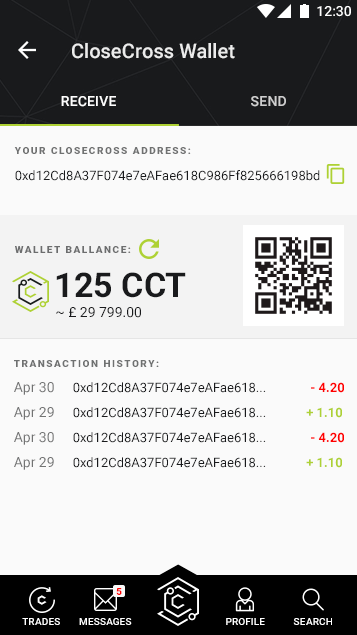 12:30
CloseCross Wallet
RECEIVE SEND
YOUR CLOSECROSS ADDRESS:
0xd12Cd8A37F074e7eAFae618C986Ff825666198bd
WALLET BALLANCE:
125 CCT
~ £ 29 799.00
TRANSACTION HISTORY:
Apr 30 0xd12Cd8A37F074e7eAFae618... - 4.20
Apr 29 0xd12Cd8A37F074e7eAFae618... + 1.10
Apr 30 0xd12Cd8A37F074e7eAFae618... - 4.20
Apr 29 0xd12Cd8A37F074e7eAFae618... + 1.10
5
TRADES MESSAGES PROFILE SEARCH